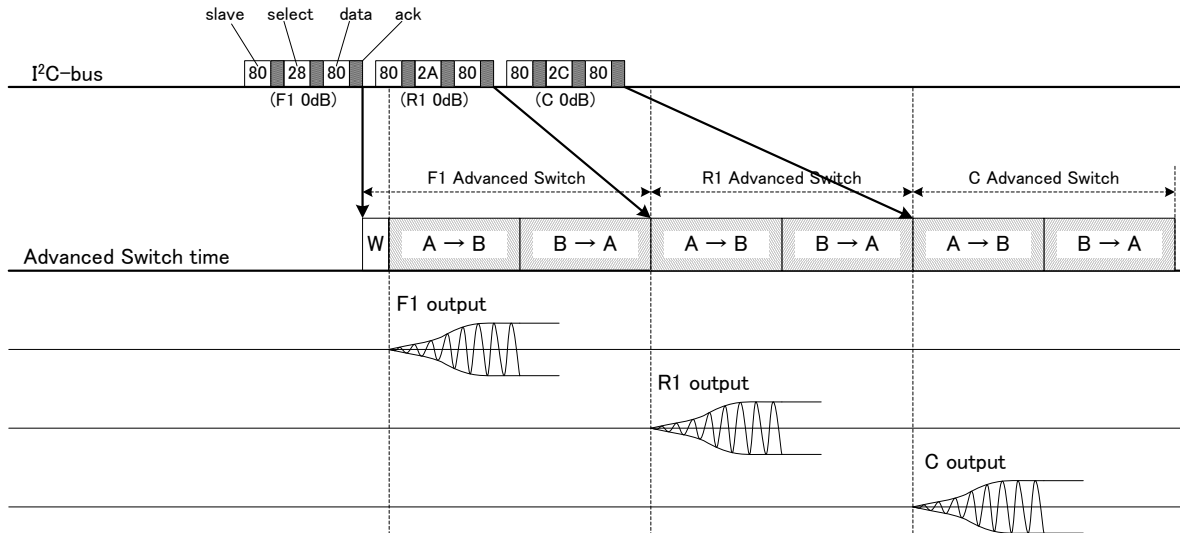 slave select data ack
I²C-bus 80 28 80 80 2A 80 80 2C 80
(F1 0dB) (R1 0dB) (C 0dB)
F1 Advanced Switch R1 Advanced Switch C Advanced Switch
Advanced Switch time W A → B B → A A → B B → A A → B B → A
F1 output
R1 output
C output